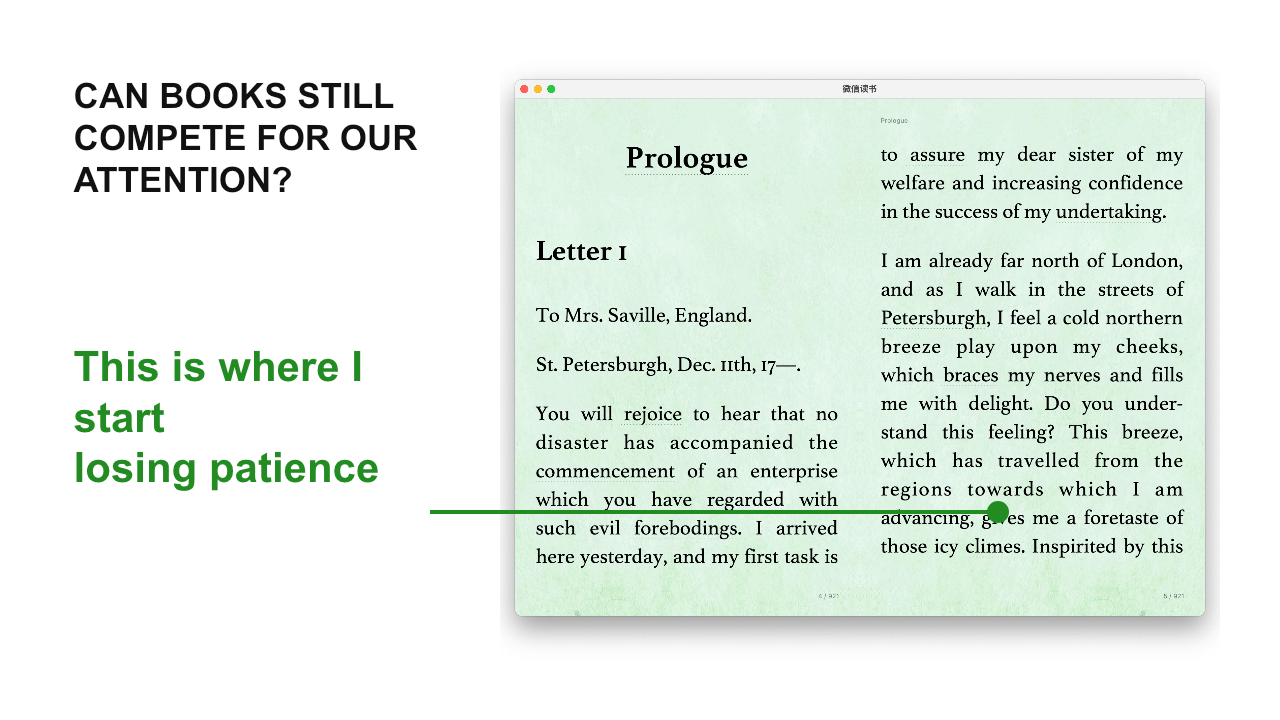 CAN BOOKS STILL
COMPETE FOR OUR
ATTENTION?
This is where I
start
losing patience
微信读书
Prologue
Letter I
To Mrs. Saville, England.
St. Petersburgh, Dec. 11th, 17—.
You will rejoice to hear that no
disaster has accompanied the
commencement of an enterprise
which you have regarded with
such evil forebodings. I arrived
here yesterday, and my first task is
4 / 921
Prologue
to assure my dear sister of my
welfare and increasing confidence
in the success of my undertaking.
I am already far north of London,
and as I walk in the streets of
Petersburgh, I feel a cold northern
breeze play upon my cheeks,
which braces my nerves and fills
me with delight. Do you under-
stand this feeling? This breeze,
which has travelled from the
regions towards which I am
advancing, gives me a foretaste of
those icy climes. Inspirited by this
5 / 921